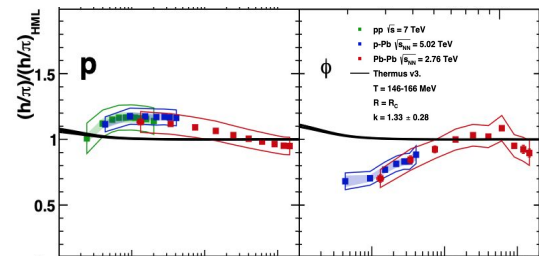 (h/π)/(h/π)HML
1.5
1
0.5
p
ϕ
pp √s = 7 TeV
p-Pb √sNN = 5.02 TeV
Pb-Pb √sNN = 2.76 TeV
Thermus v3.
T = 146-166 MeV
R = RC
k = 1.33 ± 0.28